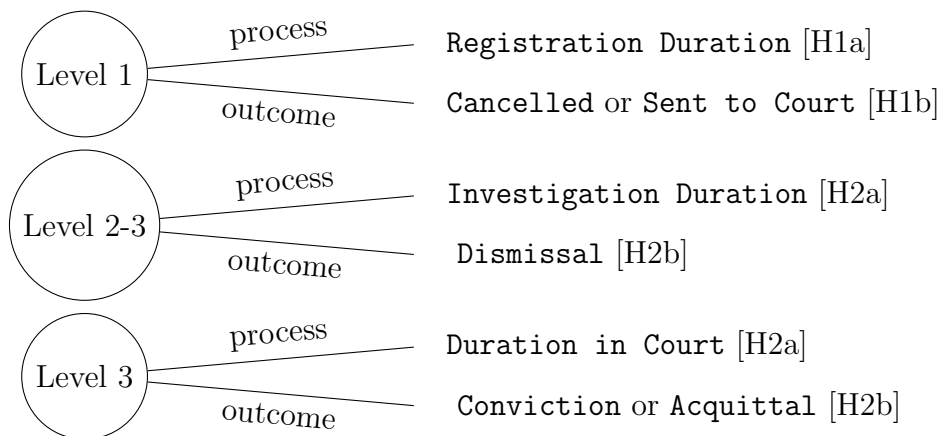 process
Registration Duration [H1a]
Level 1
outcome
Cancelled or Sent to Court [H1b]
process
Investigation Duration [H2a]
Level 2-3
outcome
Dismissal [H2b]
process
Duration in Court [H2a]
Level 3
outcome
Conviction or Acquittal [H2b]